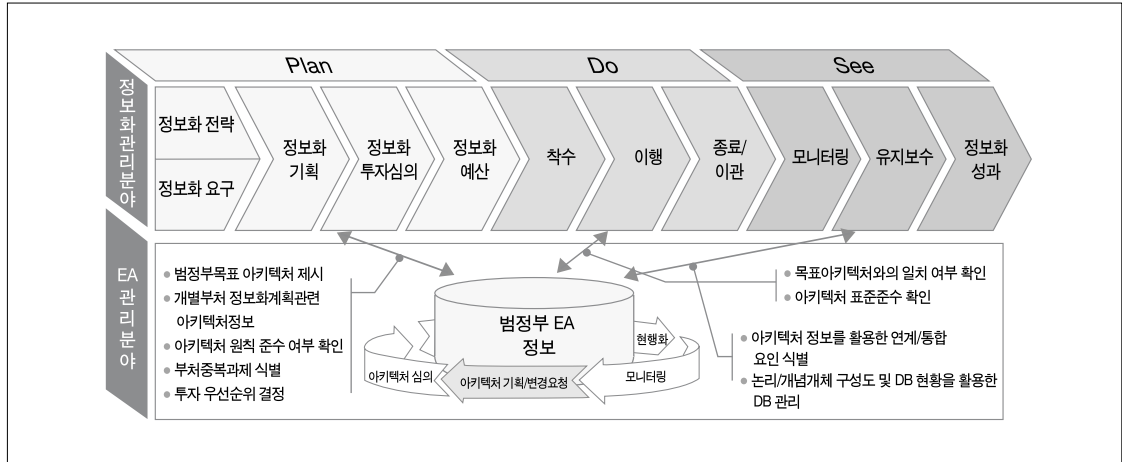 Plan
Do
See
정보화관리분야
정보화 전략
정보화 요구
정보화
기획
정보화
투자심의
정보화
예산
착수
이행
종료/
이관
모니터링
유지보수
정보화
성과
EA관리분야
범정부목표 아키텍처 제시
개별부처 정보화계획관련
아키텍처정보
아키텍처 원칙 준수 여부 확인
부처중복과제 식별
투자 우선순위 결정
범정부 EA
정보
현행화
아키텍처 심의
아키텍처 기획/변경요청
모니터링
목표아키텍처와의 일치 여부 확인
아키텍처 표준준수 확인
아키텍처 정보를 활용한 연계/통합
요인 식별
논리/개념개체 구성도 및 DB 현황을 활용한
DB 관리